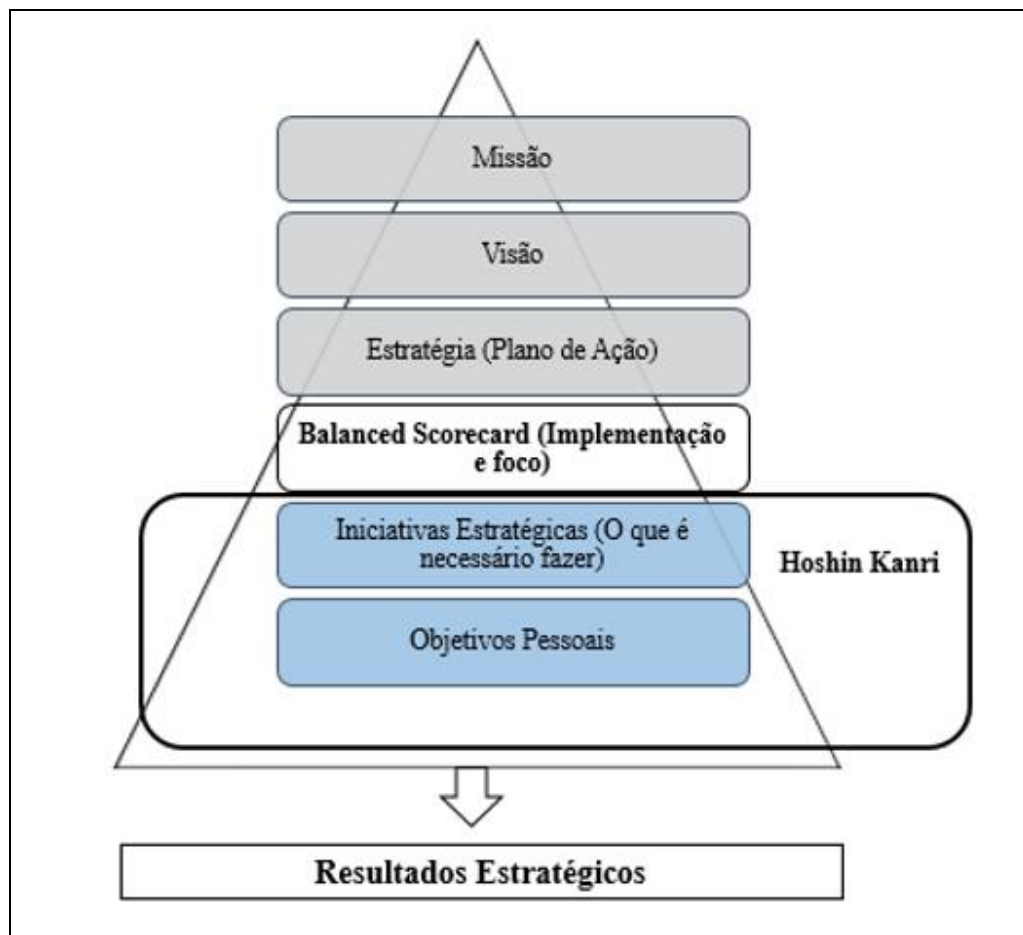 Missão
Visão
Estratégia (Plano de Ação)
Balanced Scorecard (Implementação
e foco)
Iniciativas Estratégicas (O que é
necessário fazer)
Hoshin Kanri
Objetivos Pessoais
Resultados Estratégicos